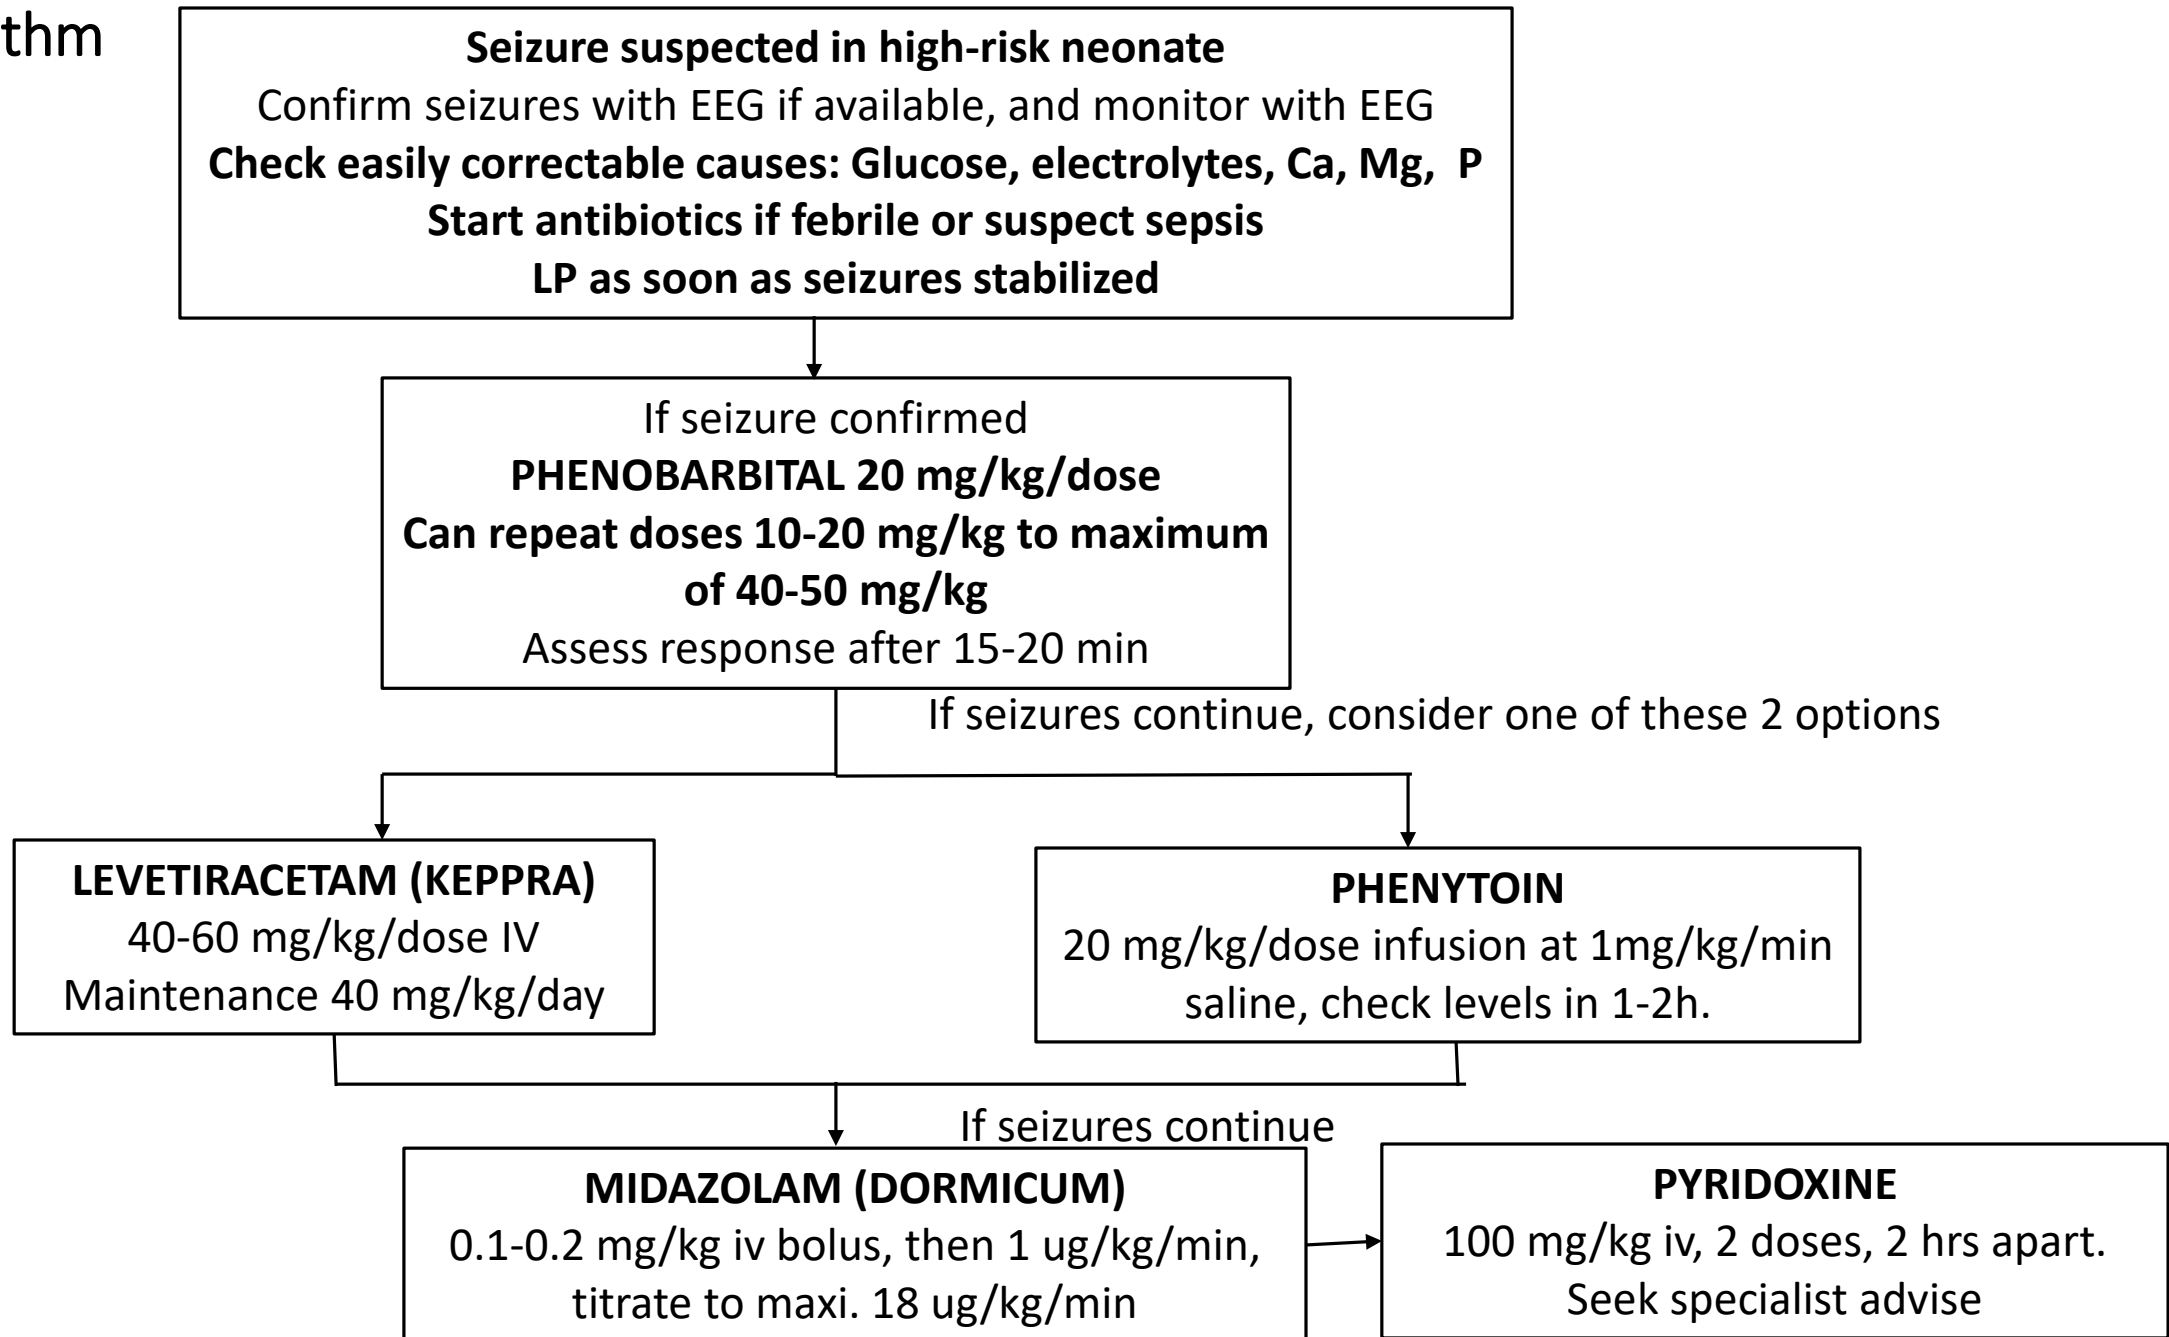 thm
Seizure suspected in high-risk neonate
Confirm seizures with EEG if available, and monitor with EEG
Check easily correctable causes: Glucose, electrolytes, Ca, Mg,  P
Start antibiotics if febrile or suspect sepsis
LP as soon as seizures stabilized
If seizure confirmed
PHENOBARBITAL 20 mg/kg/dose
Can repeat doses 10-20 mg/kg to maximum
of 40-50 mg/kg
Assess response after 15-20 min
If seizures continue, consider one of these 2 options
LEVETIRACETAM (KEPPRA)
40-60 mg/kg/dose IV
Maintenance 40 mg/kg/day
PHENYTOIN
20 mg/kg/dose infusion at 1mg/kg/min
saline, check levels in 1-2h.
If seizures continue
MIDAZOLAM (DORMICUM)
0.1-0.2 mg/kg iv bolus, then 1 ug/kg/min,
titrate to maxi. 18 ug/kg/min
PYRIDOXINE
100 mg/kg iv, 2 doses, 2 hrs apart.
Seek specialist advise